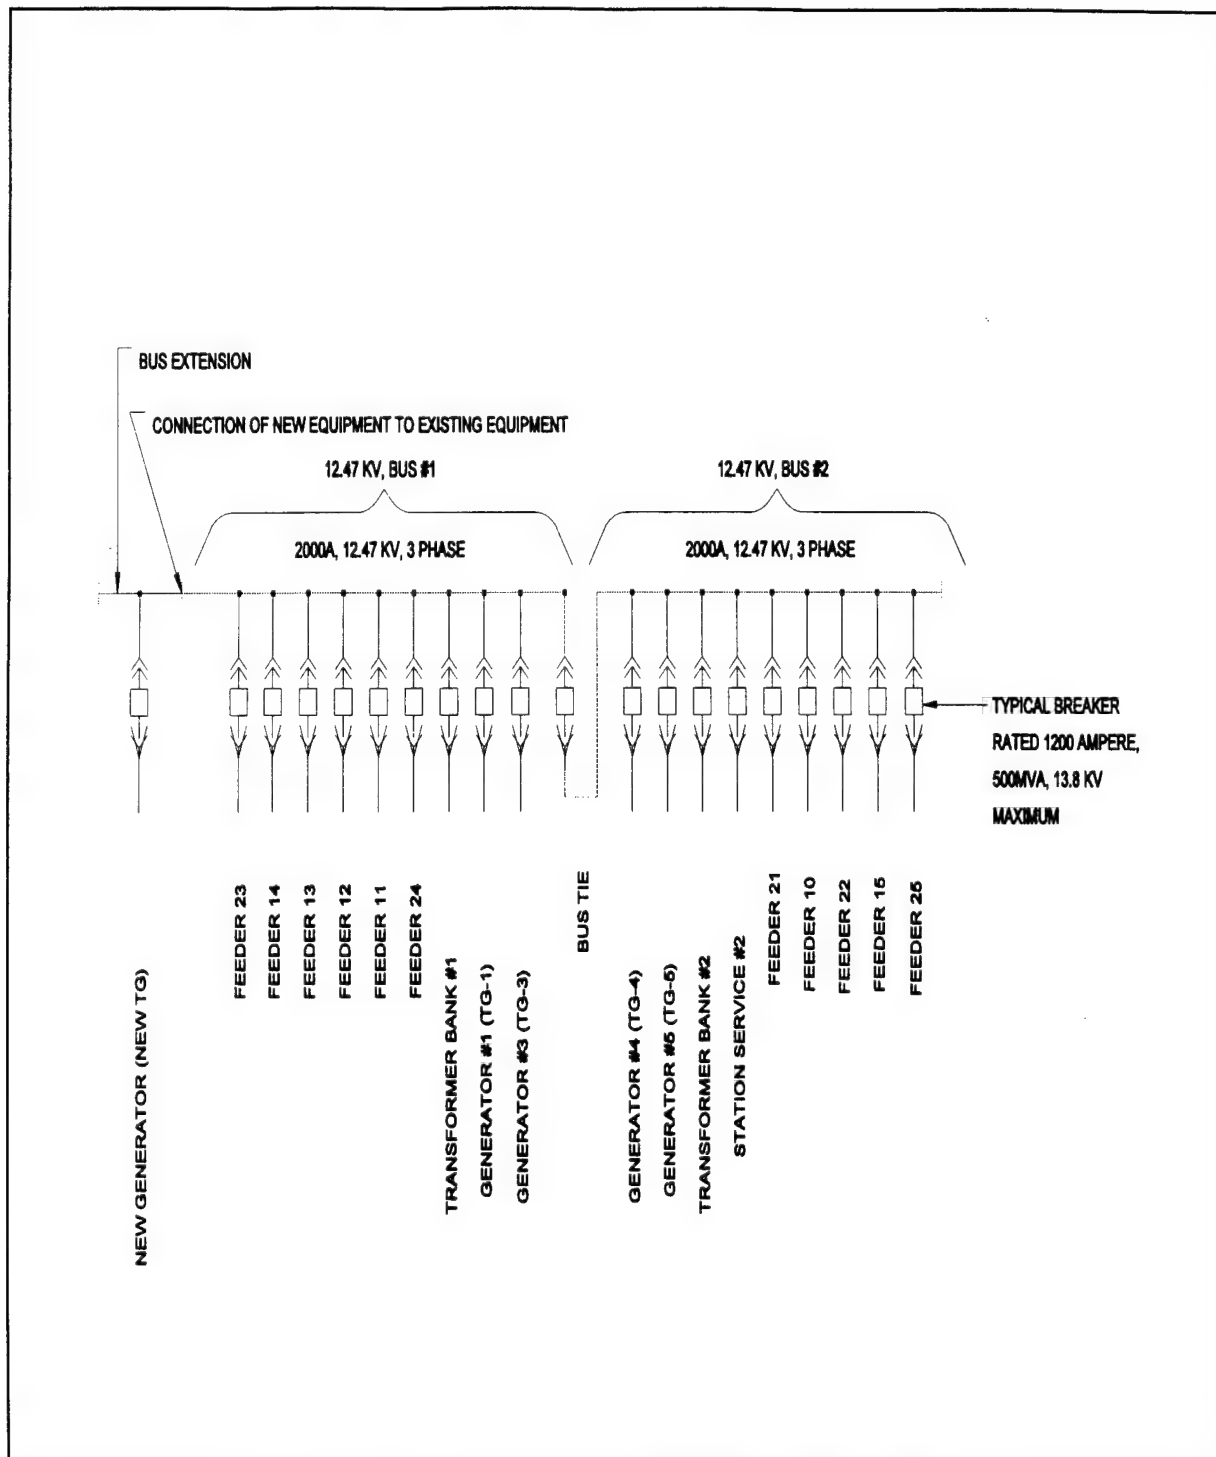 BUS EXTENSION
CONNECTION OF NEW EQUIPMENT TO EXISTING EQUIPMENT
12.47 KV, BUS #1
12.47 KV, BUS #2
2000A, 12.47 KV, 3 PHASE
2000A, 12.47 KV, 3 PHASE
TYPICAL BREAKER
RATED 1200 AMPERE,
500MVA, 13.8 KV
MAXIMUM
NEW GENERATOR (NEW TG)
FEEDER 23
FEEDER 14
FEEDER 13
FEEDER 12
FEEDER 11
FEEDER 24
TRANSFORMER BANK #1
GENERATOR #1 (TG-1)
GENERATOR #3 (TG-3)
BUS TIE
GENERATOR #4 (TG-4)
GENERATOR #5 (TG-5)
TRANSFORMER BANK #2
STATION SERVICE #2
FEEDER 21
FEEDER 10
FEEDER 22
FEEDER 15
FEEDER 25